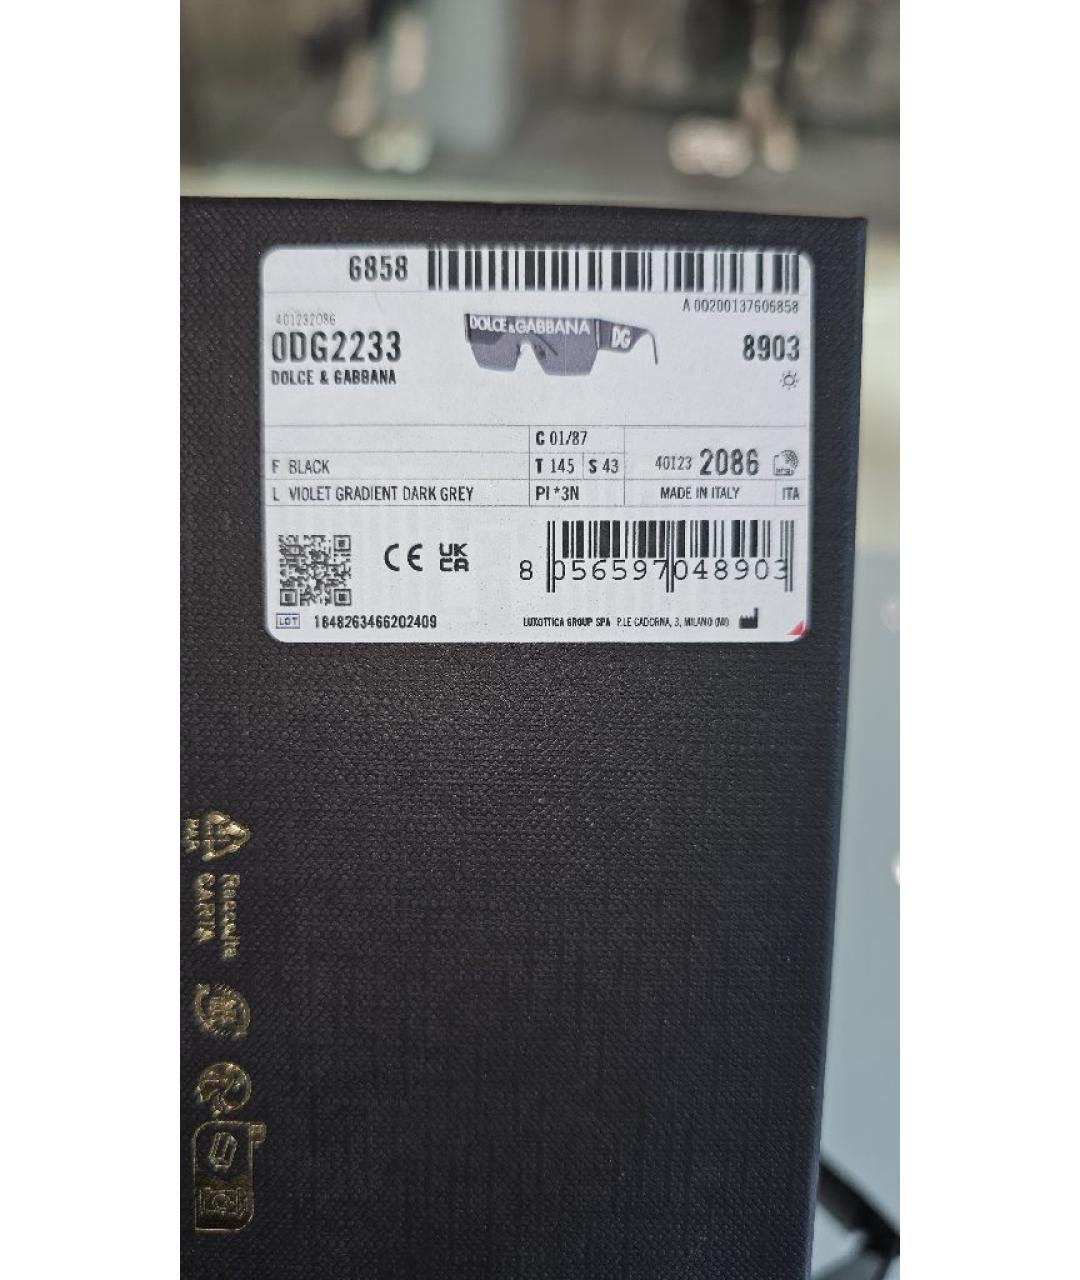 6858
A 00200137606858
401232086
0DG2233
DOLCE & GABBANA
DOLCE & GABBANA
DG
8903
C 01/87
F BLACK
T 145 S 43
40123 2086
L VIOLET GRADIENT DARK GREY
PI *3N
MADE IN ITALY
ITA
CE UK CA
8 056597 048903
LOT 1848263466202409
LUXOTTICA GROUP SPA P.LE CADORNA, 3, MILANO (MI)
PAP
Raccolta
CARTA